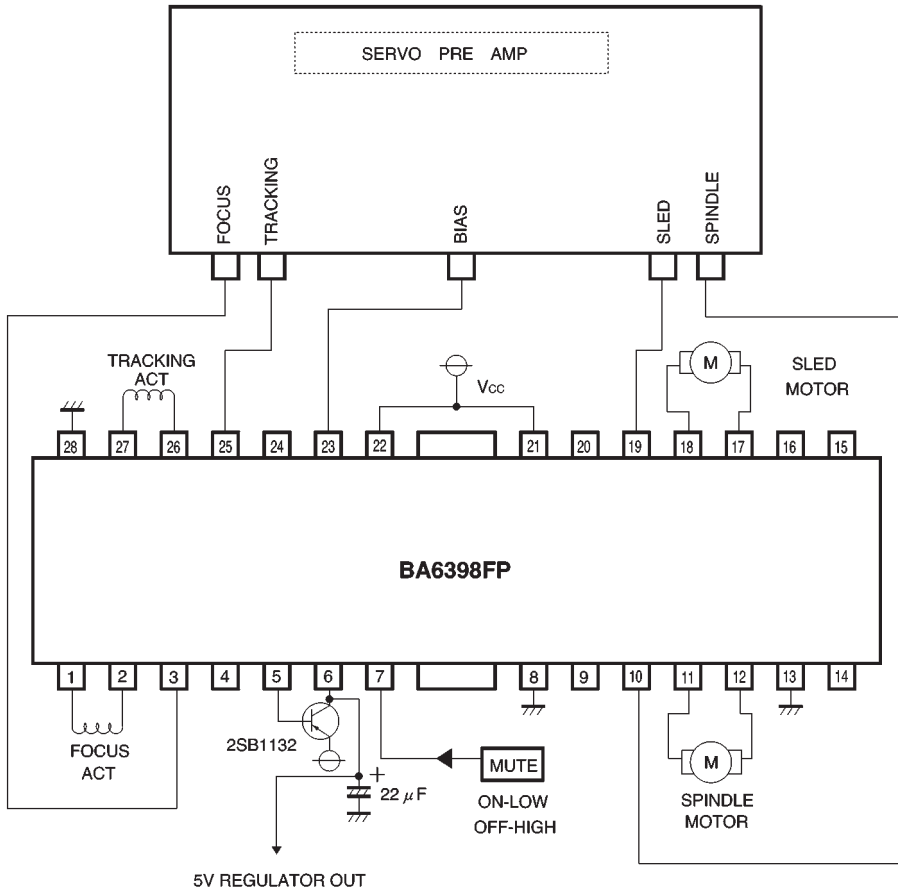 SERVO PRE AMP
FOCUS
TRACKING
BIAS
SLED
SPINDLE
TRACKING
ACT
Vcc
M
SLED
MOTOR
28 27 26 25 24 23 22 21 20 19 18 17 16 15
BA6398FP
1 2 3 4 5 6 7 8 9 10 11 12 13 14
FOCUS
ACT
2SB1132
+
22 μF
MUTE
ON-LOW
OFF-HIGH
M
SPINDLE
MOTOR
5V REGULATOR OUT